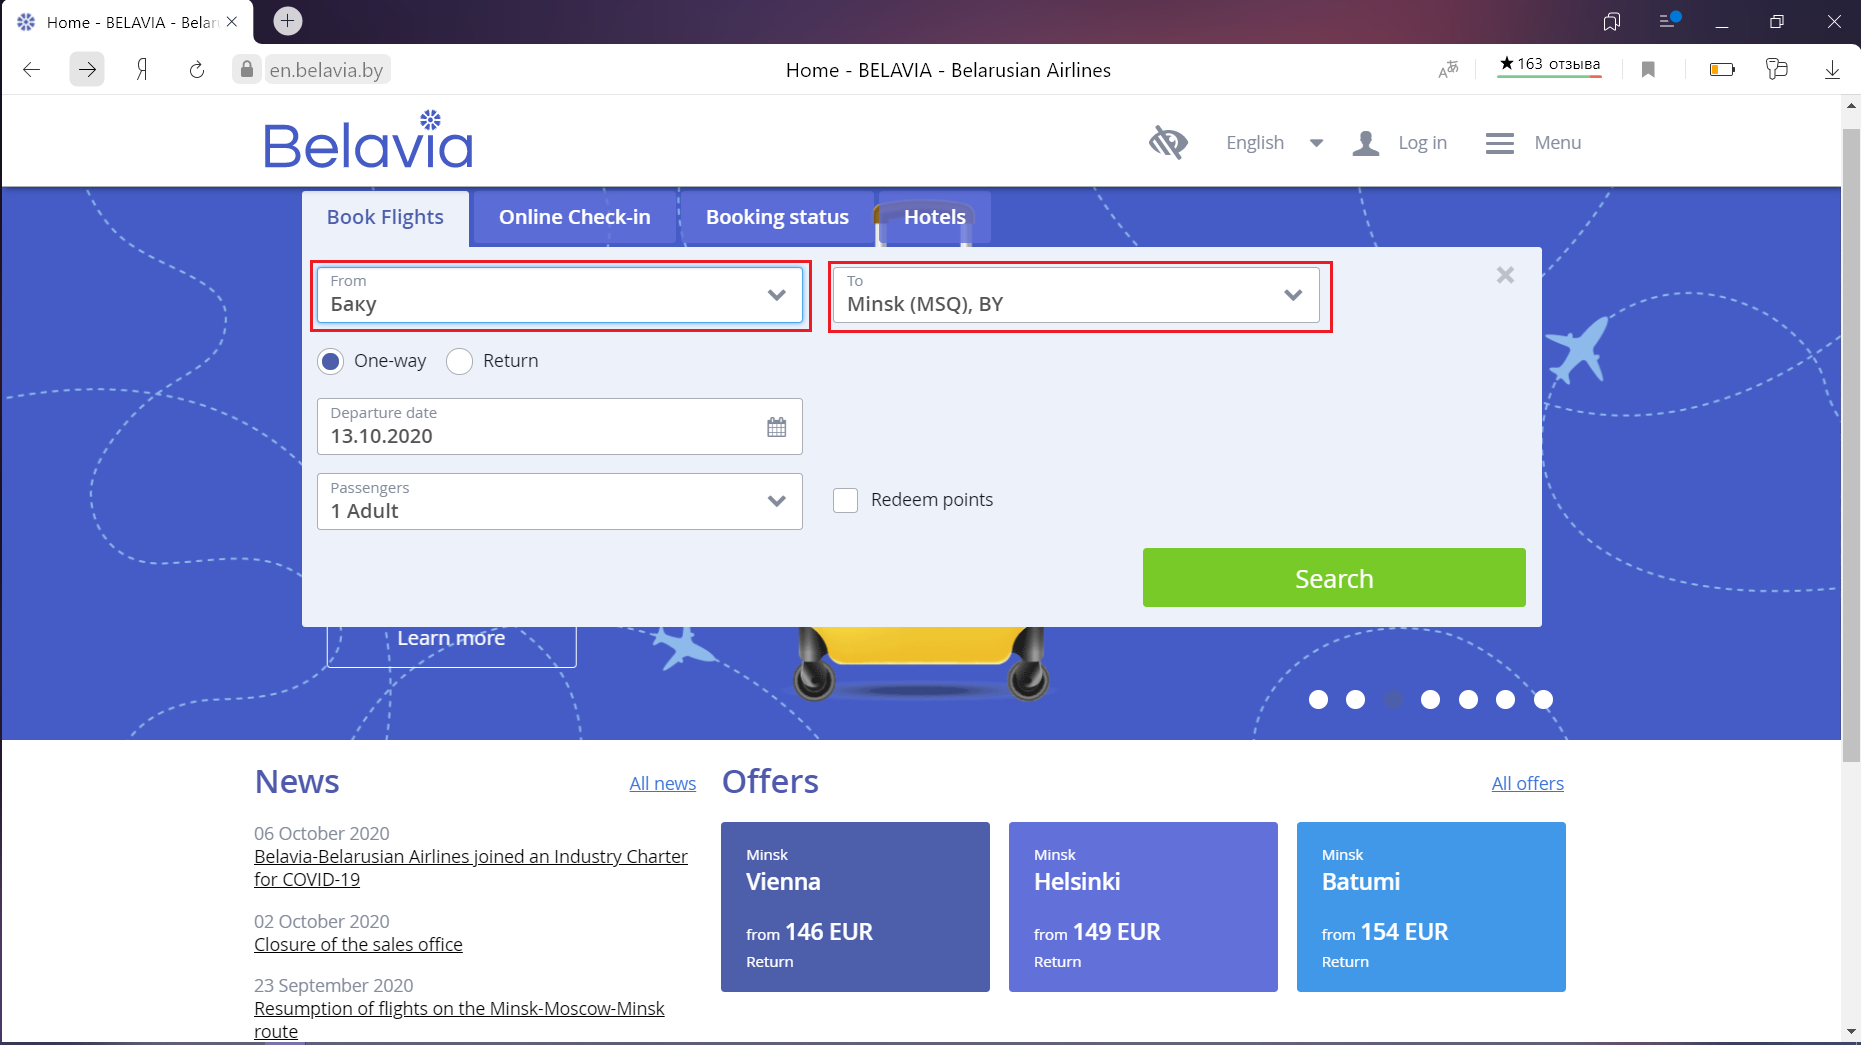 Home - BELAVIA - Belaru
en.belavia.by
Home - BELAVIA - Belarusian Airlines
★163 отзыва
Belavia
English
Log in
Menu
Book Flights
Online Check-in
Booking status
Hotels
From
Баку
To
Minsk (MSQ), BY
One-way
Return
Departure date
13.10.2020
Passengers
1 Adult
Redeem points
Search
Learn more
News
All news
Offers
All offers
06 October 2020
Belavia-Belarusian Airlines joined an Industry Charter
for COVID-19
02 October 2020
Closure of the sales office
23 September 2020
Resumption of flights on the Minsk-Moscow-Minsk
route
Minsk
Vienna
from 146 EUR
Return
Minsk
Helsinki
from 149 EUR
Return
Minsk
Batumi
from 154 EUR
Return